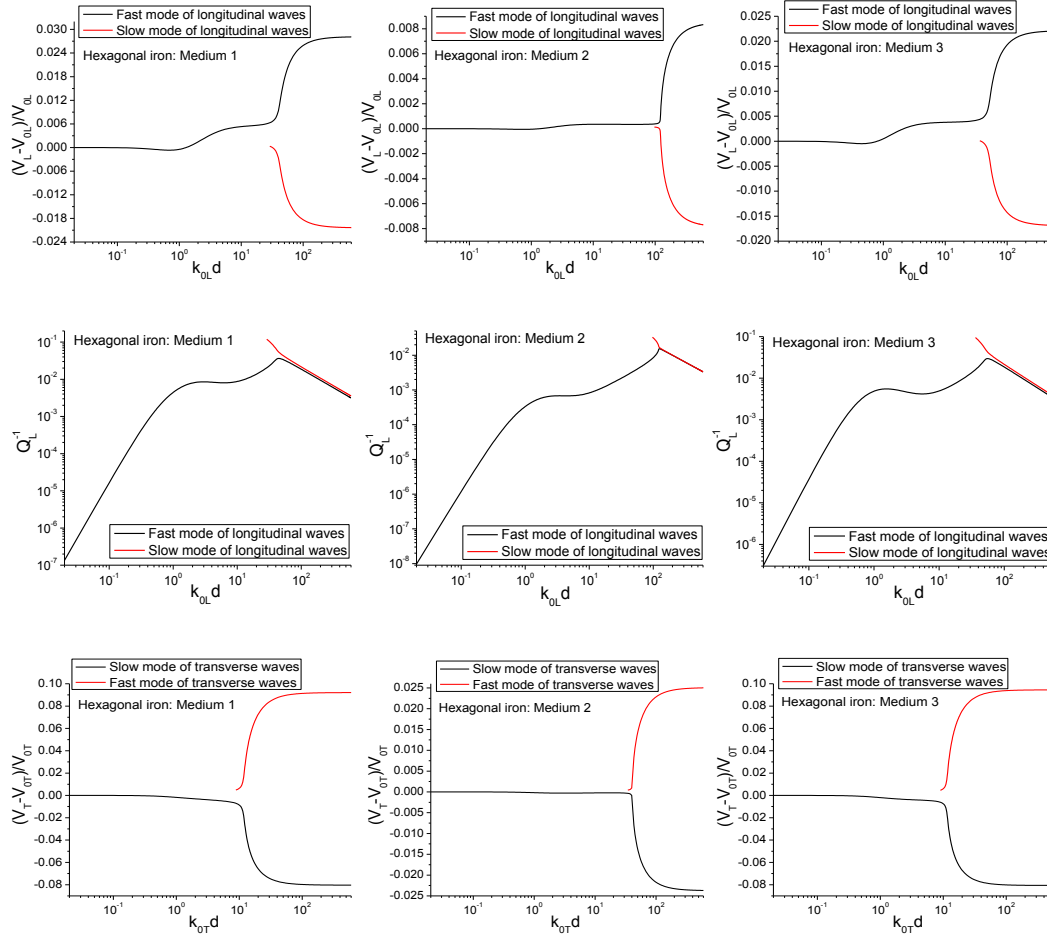 Fast mode of longitudinal waves
Slow mode of longitudinal waves
Hexagonal iron: Medium 1
0.030
0.024
0.018
0.012
0.006
0.000
-0.006
-0.012
-0.018
-0.024
(V_L-V_0L)/V_0L
10^-1
10^0
10^1
10^2
k_0L d
Fast mode of longitudinal waves
Slow mode of longitudinal waves
Hexagonal iron: Medium 2
0.008
0.006
0.004
0.002
0.000
-0.002
-0.004
-0.006
-0.008
(V_L-V_0L)/V_0L
10^-1
10^0
10^1
10^2
k_0L d
Fast mode of longitudinal waves
Slow mode of longitudinal waves
Hexagonal iron: Medium 3
0.025
0.020
0.015
0.010
0.005
0.000
-0.005
-0.010
-0.015
-0.020
(V_L-V_0L)/V_0L
10^-1
10^0
10^1
10^2
k_0L d
Hexagonal iron: Medium 1
10^-1
10^-2
10^-3
10^-4
10^-5
10^-6
10^-7
Q_L^-1
Fast mode of longitudinal waves
Slow mode of longitudinal waves
10^-1
10^0
10^1
10^2
k_0L d
Hexagonal iron: Medium 2
10^-2
10^-3
10^-4
10^-5
10^-6
10^-7
10^-8
Q_L^-1
Fast mode of longitudinal waves
Slow mode of longitudinal waves
10^-1
10^0
10^1
10^2
k_0L d
Hexagonal iron: Medium 3
10^-1
10^-2
10^-3
10^-4
10^-5
10^-6
Q_L^-1
Fast mode of longitudinal waves
Slow mode of longitudinal waves
10^-1
10^0
10^1
10^2
k_0L d
Slow mode of transverse waves
Fast mode of transverse waves
Hexagonal iron: Medium 1
0.10
0.08
0.06
0.04
0.02
0.00
-0.02
-0.04
-0.06
-0.08
(V_T-V_0T)/V_0T
10^-1
10^0
10^1
10^2
k_0T d
Slow mode of transverse waves
Fast mode of transverse waves
Hexagonal iron: Medium 2
0.025
0.020
0.015
0.010
0.005
0.000
-0.005
-0.010
-0.015
-0.020
-0.025
(V_T-V_0T)/V_0T
10^-1
10^0
10^1
10^2
k_0T d
Slow mode of transverse waves
Fast mode of transverse waves
Hexagonal iron: Medium 3
0.10
0.08
0.06
0.04
0.02
0.00
-0.02
-0.04
-0.06
-0.08
(V_T-V_0T)/V_0T
10^-1
10^0
10^1
10^2
k_0T d